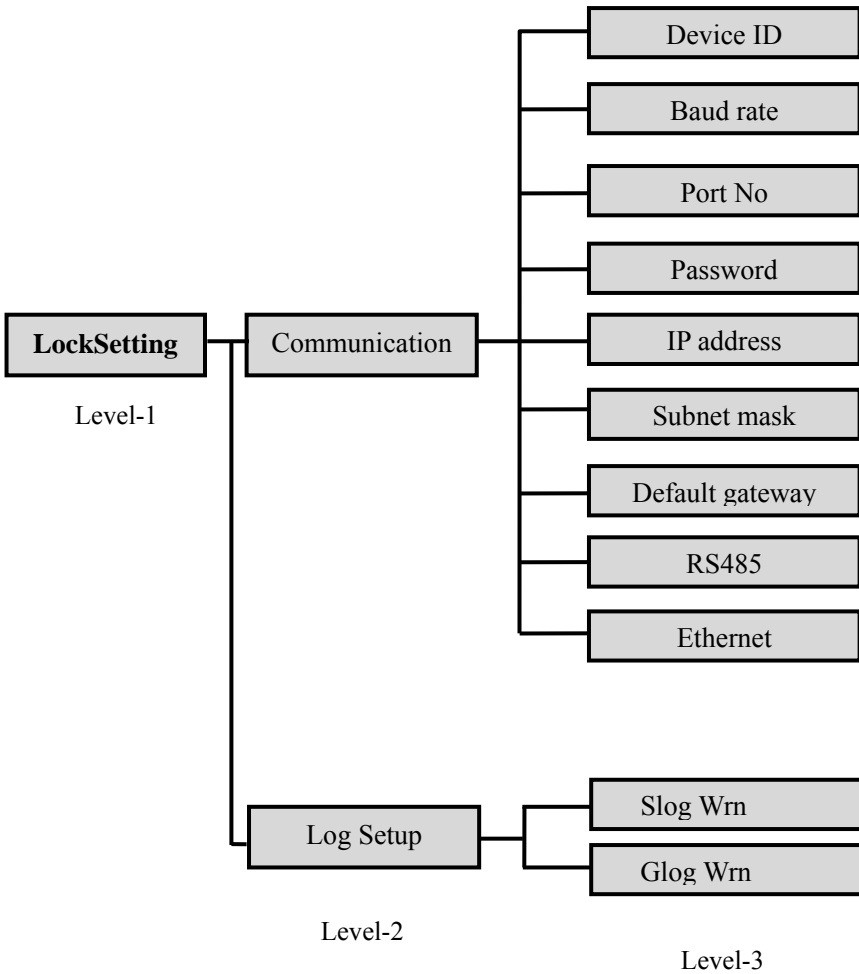 Device ID
Baud rate
Port No
Password
LockSetting
Communication
IP address
Level-1
Subnet mask
Default gateway
RS485
Ethernet
Slog Wrn
Log Setup
Glog Wrn
Level-2
Level-3